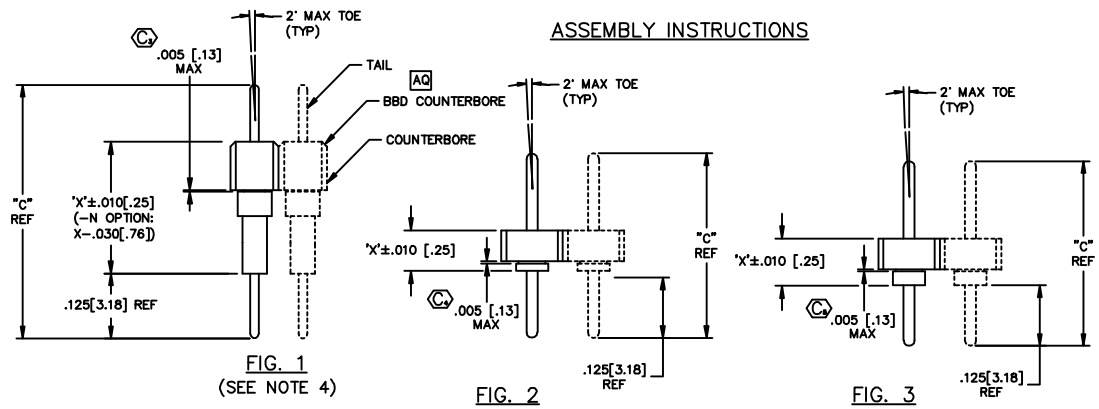 ASSEMBLY INSTRUCTIONS
2' MAX TOE
(TYP)
C3
.005 [.13]
MAX
TAIL
AQ
BBD COUNTERBORE
COUNTERBORE
"C"
REF
'X'±.010[.25]
(-N OPTION:
X-.030[.76])
.125[3.18] REF
FIG. 1
(SEE NOTE 4)
2' MAX TOE
(TYP)
'X'±.010 [.25]
"C"
REF
.005 [.13]
MAX
.125[3.18]
REF
FIG. 2
2' MAX TOE
(TYP)
'X'±.010 [.25]
"C"
REF
.005 [.13]
MAX
.125[3.18]
REF
FIG. 3